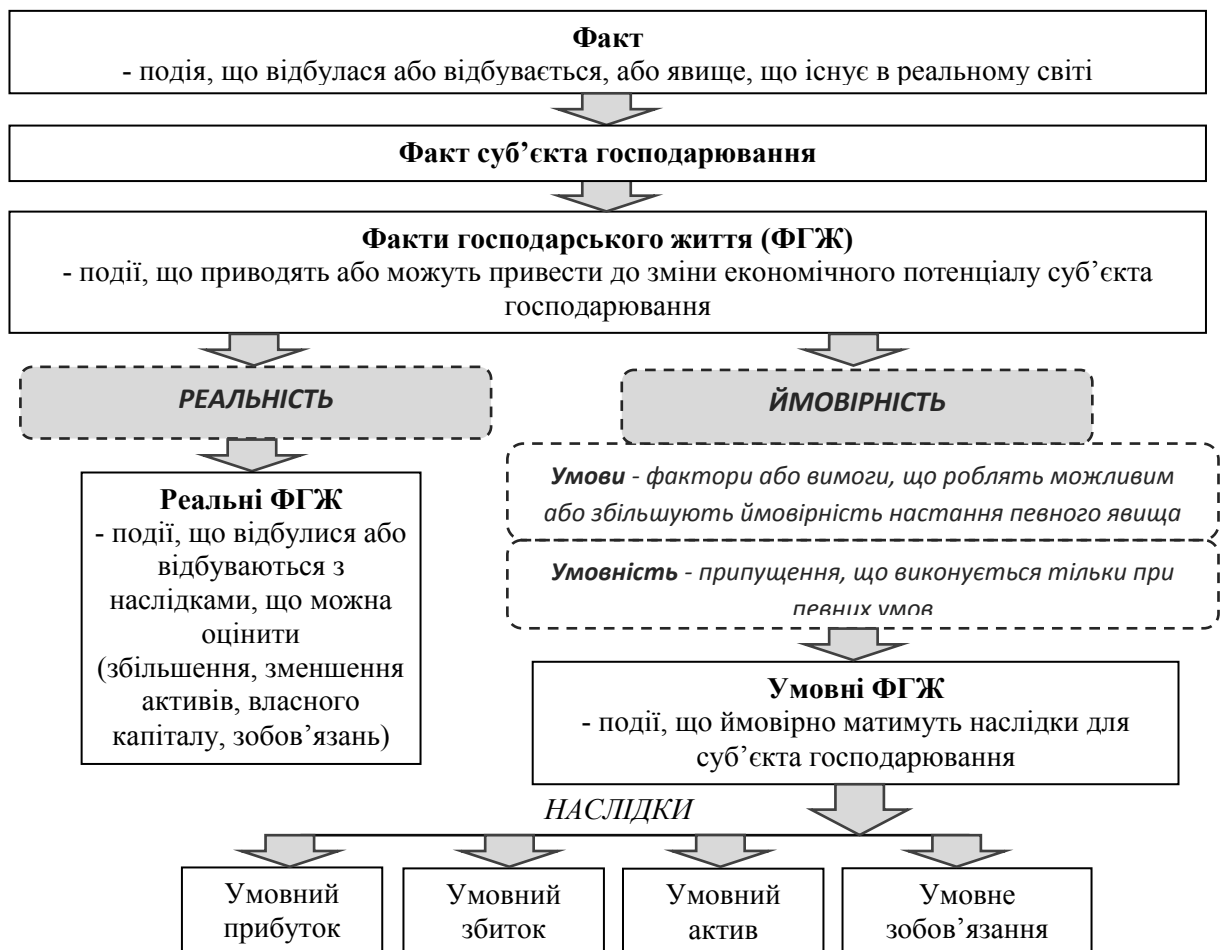 Факт
- подія, що відбулася або відбувається, або явище, що існує в реальному світі
Факт суб’єкта господарювання
Факти господарського життя (ФГЖ)
- події, що приводять або можуть привести до зміни економічного потенціалу суб’єкта
господарювання
РЕАЛЬНІСТЬ
ЙМОВІРНІСТЬ
Реальні ФГЖ
- події, що відбулися або
відбуваються з
наслідками, що можна
оцінити
(збільшення, зменшення
активів, власного
капіталу, зобов’язань)
Умови - фактори або вимоги, що роблять можливим
або збільшують ймовірність настання певного явища
Умовність - припущення, що виконується тільки при
певних умов
Умовні ФГЖ
- події, що ймовірно матимуть наслідки для
суб’єкта господарювання
НАСЛІДКИ
Умовний
прибуток
Умовний
збиток
Умовний
актив
Умовне
зобов’язання